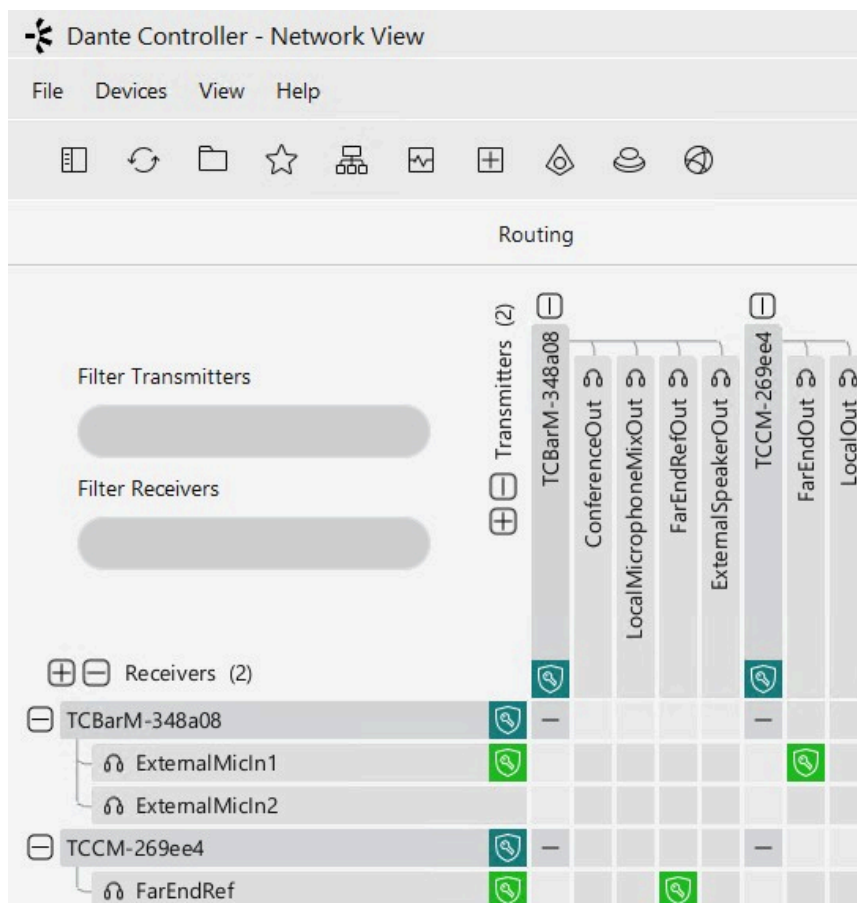 Dante Controller - Network View
File Devices View Help
Routing
Filter Transmitters
Filter Receivers
Transmitters (2)
TCBarM-348a08
ConferenceOut
LocalMicrophoneMixOut
FarEndRefOut
ExternalSpeakerOut
TCCM-269ee4
FarEndOut
LocalOut
Receivers (2)
TCBarM-348a08
ExternalMicIn1
ExternalMicIn2
TCCM-269ee4
FarEndRef